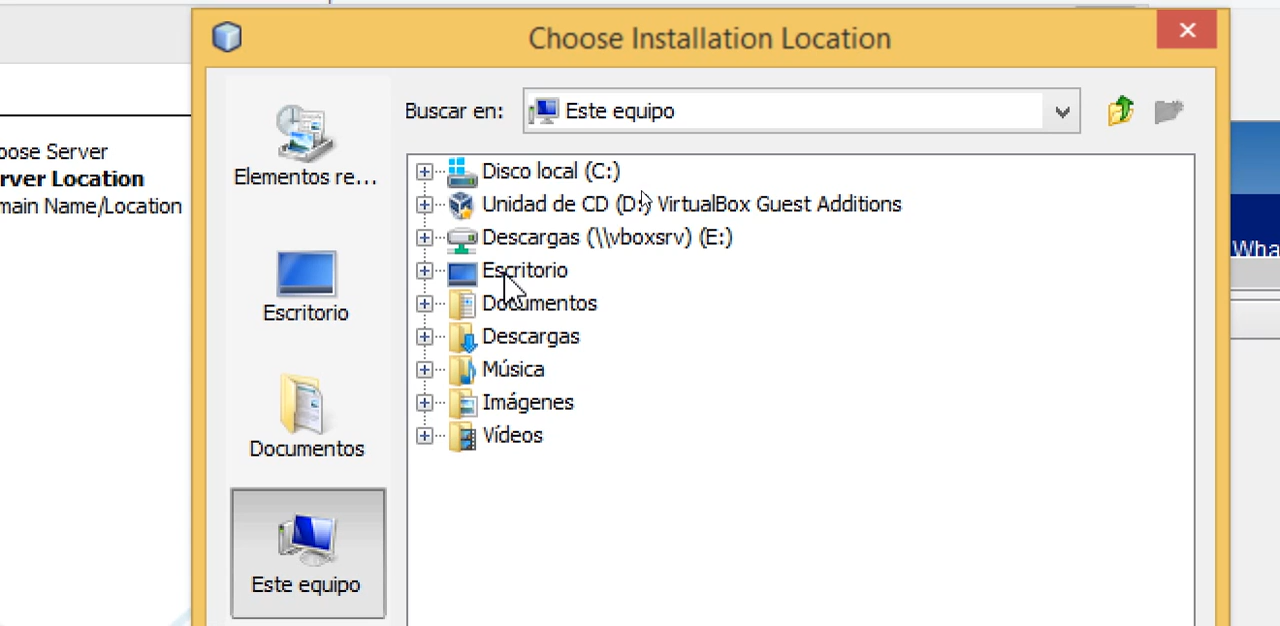 Choose Installation Location
Buscar en:
Este equipo
oose Server
rver Location
main Name/Location
Elementos re...
Escritorio
Documentos
Este equipo
Disco local (C:)
Unidad de CD (D:) VirtualBox Guest Additions
Descargas (\\vboxsrv) (E:)
Escritorio
Documentos
Descargas
Música
Imágenes
Vídeos
Wha